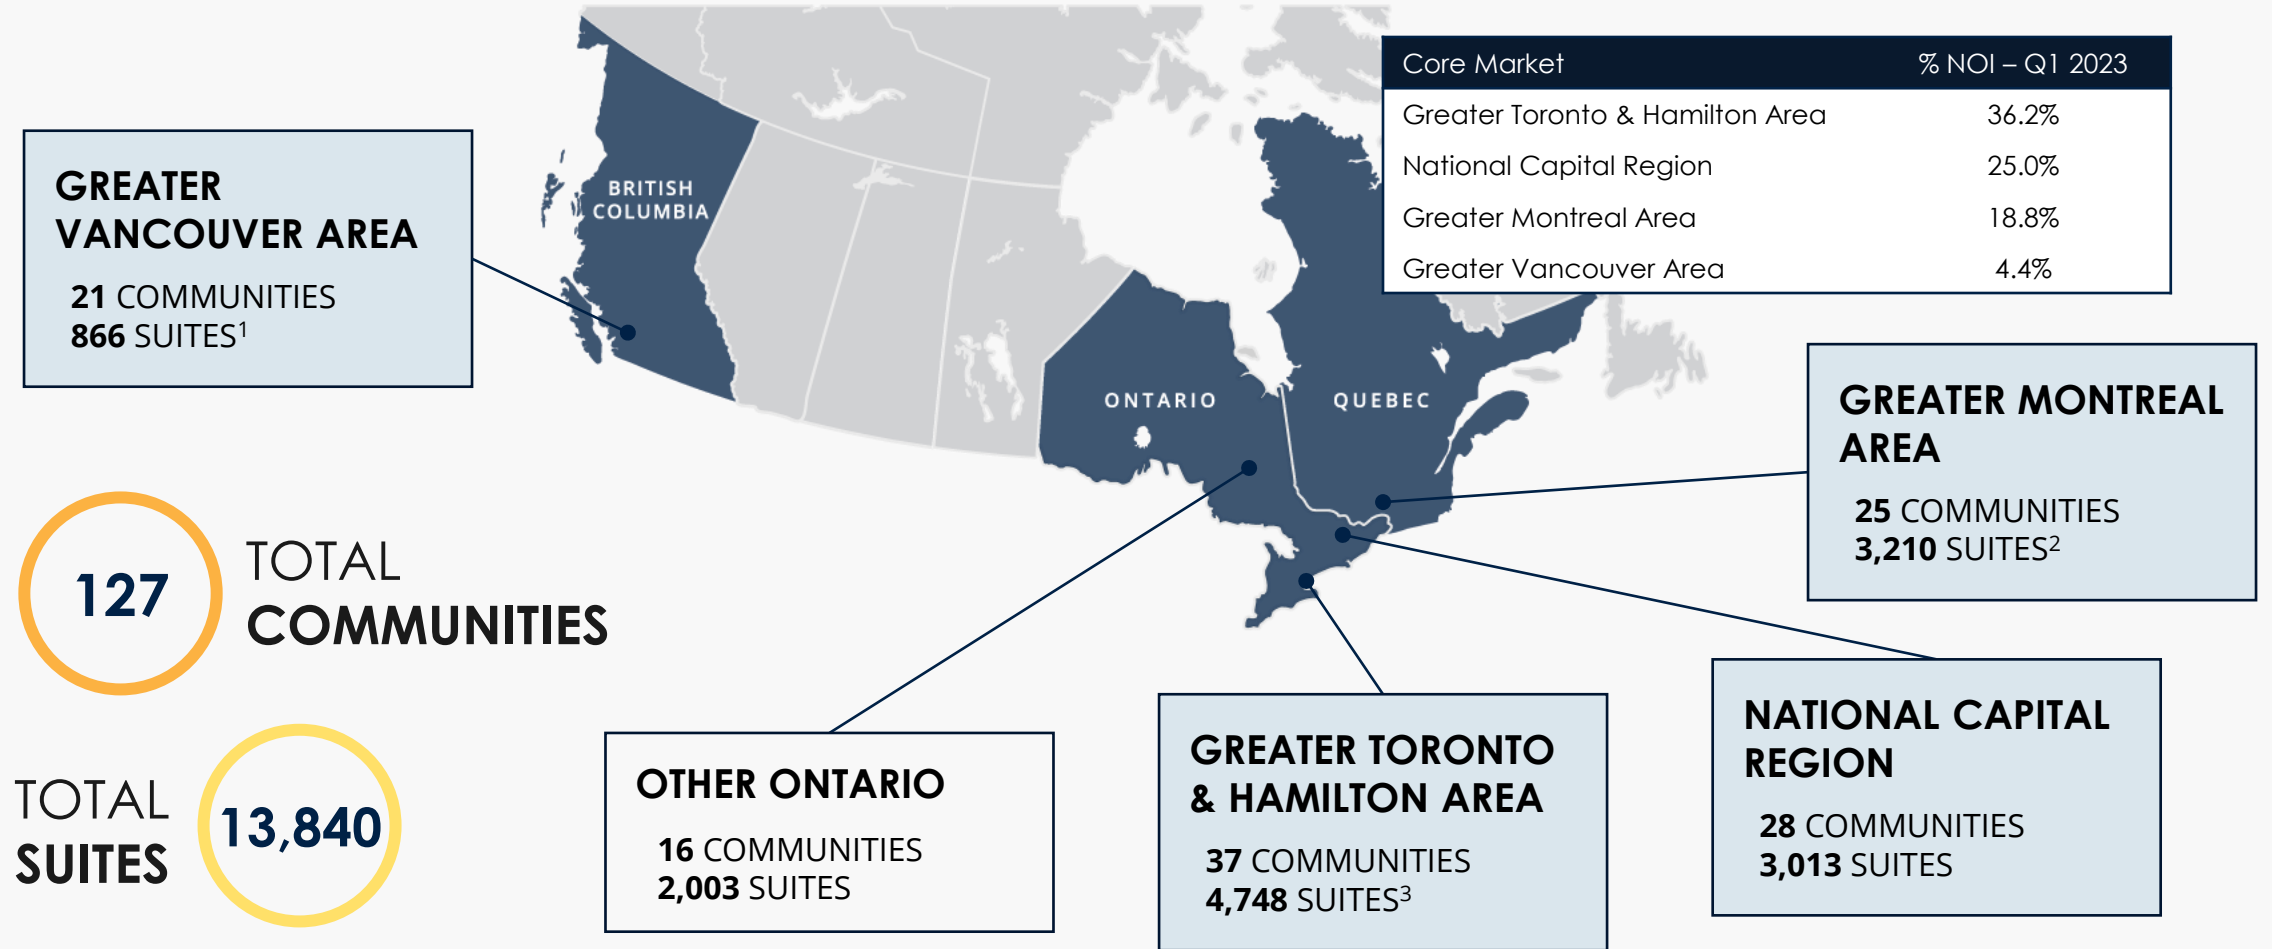 Core Market % NOI – Q1 2023
Greater Toronto & Hamilton Area 36.2%
National Capital Region 25.0%
Greater Montreal Area 18.8%
Greater Vancouver Area 4.4%
GREATER
VANCOUVER AREA
21 COMMUNITIES
866 SUITES¹
BRITISH
COLUMBIA
ONTARIO
QUEBEC
GREATER MONTREAL
AREA
25 COMMUNITIES
3,210 SUITES²
127
TOTAL
COMMUNITIES
TOTAL
SUITES
13,840
OTHER ONTARIO
16 COMMUNITIES
2,003 SUITES
GREATER TORONTO
& HAMILTON AREA
37 COMMUNITIES
4,748 SUITES³
NATIONAL CAPITAL
REGION
28 COMMUNITIES
3,013 SUITES